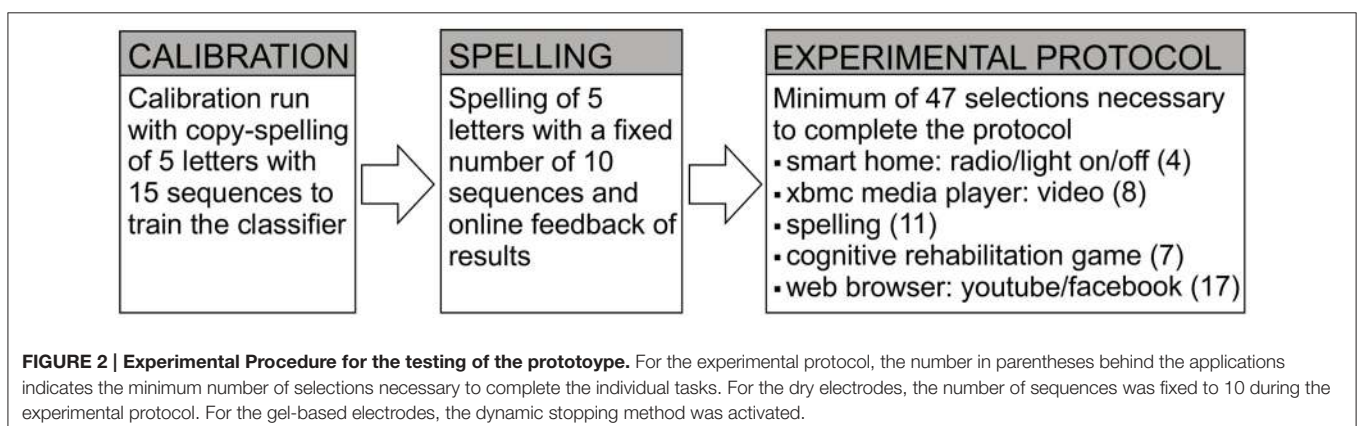 CALIBRATION
Calibration run
with copy-spelling
of 5 letters with
15 sequences to
train the classifier
SPELLING
Spelling of 5
letters with a fixed
number of 10
sequences and
online feedback of
results
EXPERIMENTAL PROTOCOL
Minimum of 47 selections necessary
to complete the protocol
▪ smart home: radio/light on/off (4)
▪ xbmc media player: video (8)
▪ spelling (11)
▪ cognitive rehabilitation game (7)
▪ web browser: youtube/facebook (17)
FIGURE 2 | Experimental Procedure for the testing of the prototoype. For the experimental protocol, the number in parentheses behind the applications
indicates the minimum number of selections necessary to complete the individual tasks. For the dry electrodes, the number of sequences was fixed to 10 during the
experimental protocol. For the gel-based electrodes, the dynamic stopping method was activated.